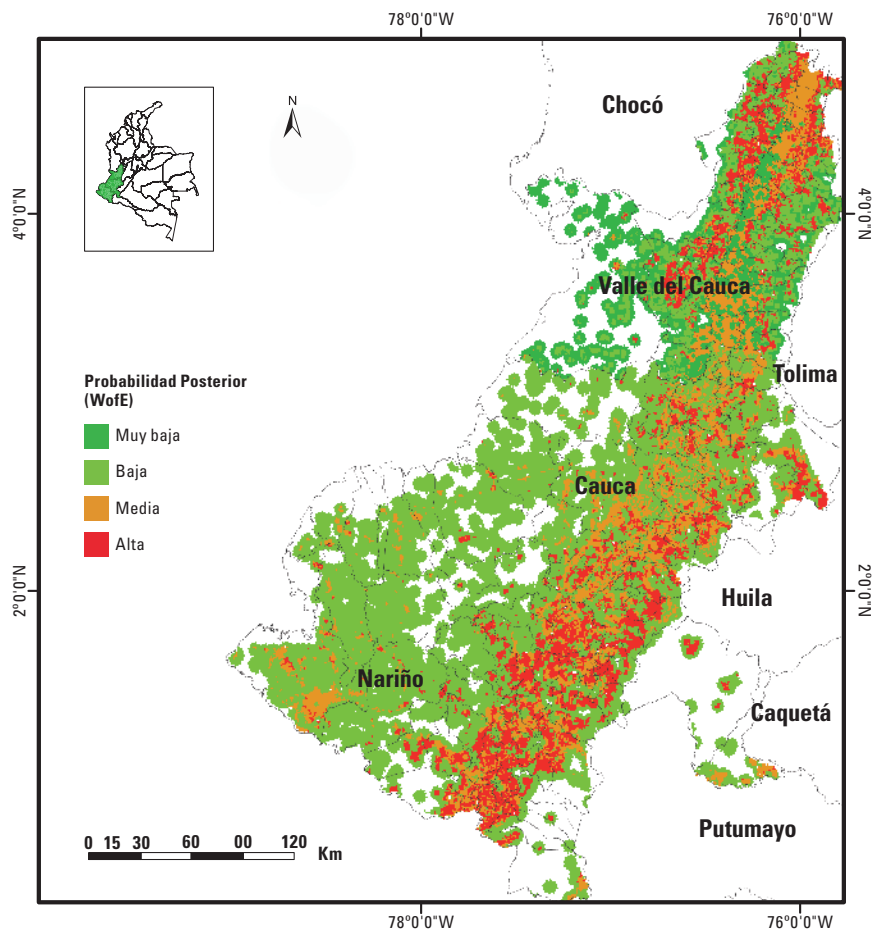 78°0'0"W
76°0'0"W
N
Chocó
4°0'0"N
4°0'0"N
Valle del Cauca
Probabilidad Posterior
(WofE)
Tolima
Muy baja
Baja
Media
Cauca
Alta
2°0'0"N
2°0'0"N
Huila
Nariño
Caquetá
Putumayo
0 15 30 60 00 120
Km
78°0'0"W
76°0'0"W